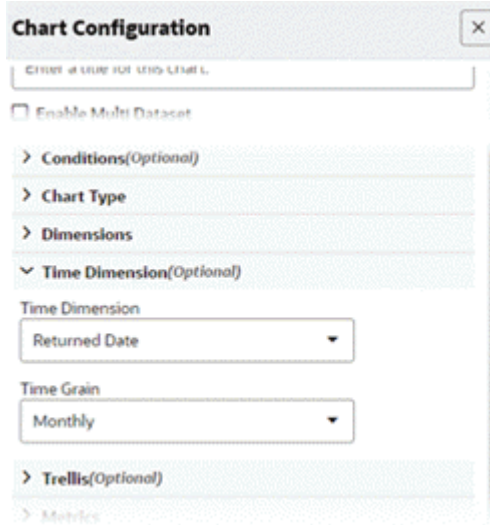 Chart Configuration
Enter a title for this chart.
Enable Multi Dataset
Conditions(Optional)
Chart Type
Dimensions
Time Dimension(Optional)
Time Dimension
Returned Date
Time Grain
Monthly
Trellis(Optional)
Metrics